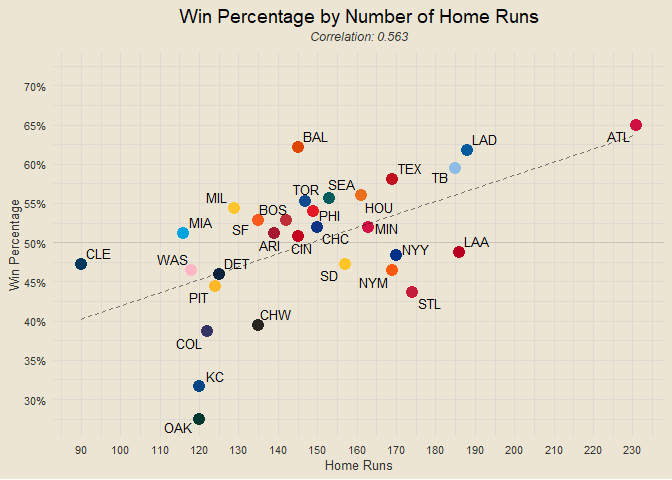 Win Percentage by Number of Home Runs
Correlation: 0.563
70%
65%
60%
55%
50%
45%
40%
35%
30%
Win Percentage
BAL
ATL
LAD
TEX
TB
SEA
TOR
MIL
BOS
HOU
PHI
SF
MIA
MIN
CHC
ARI
CIN
NYY
LAA
CLE
WAS
DET
SD
NYM
PIT
STL
CHW
COL
KC
OAK
90 100 110 120 130 140 150 160 170 180 190 200 210 220 230
Home Runs